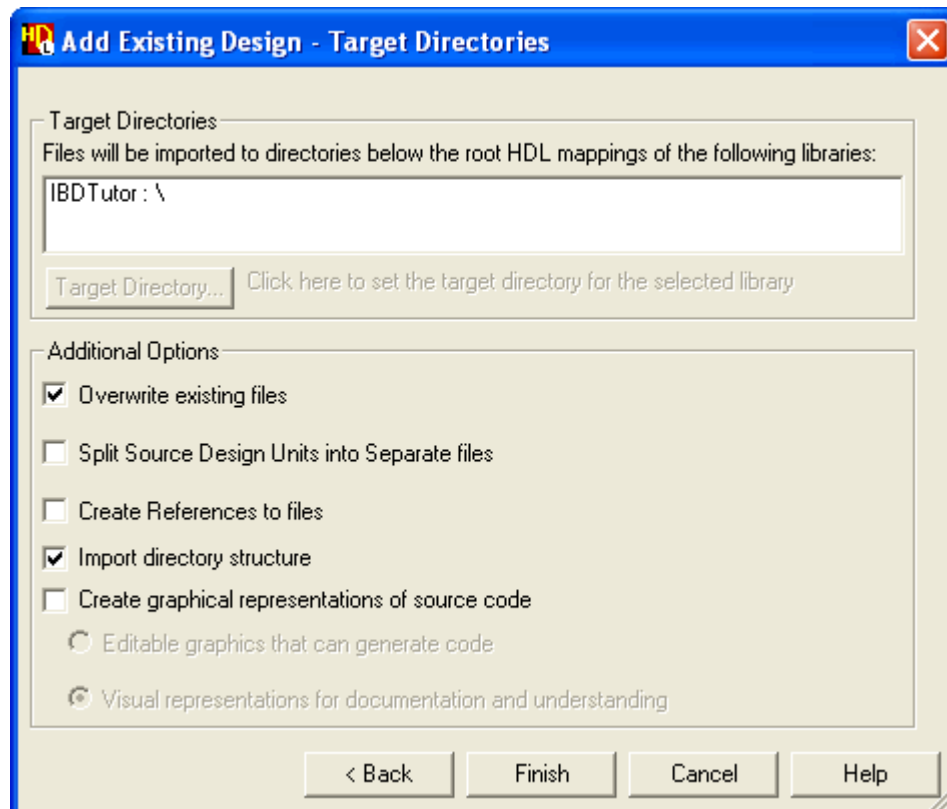 Add Existing Design - Target Directories
Target Directories
Files will be imported to directories below the root HDL mappings of the following libraries:
IBDTutor : \
Target Directory... Click here to set the target directory for the selected library
Additional Options
Overwrite existing files
Split Source Design Units into Separate files
Create References to files
Import directory structure
Create graphical representations of source code
Editable graphics that can generate code
Visual representations for documentation and understanding
< Back Finish Cancel Help